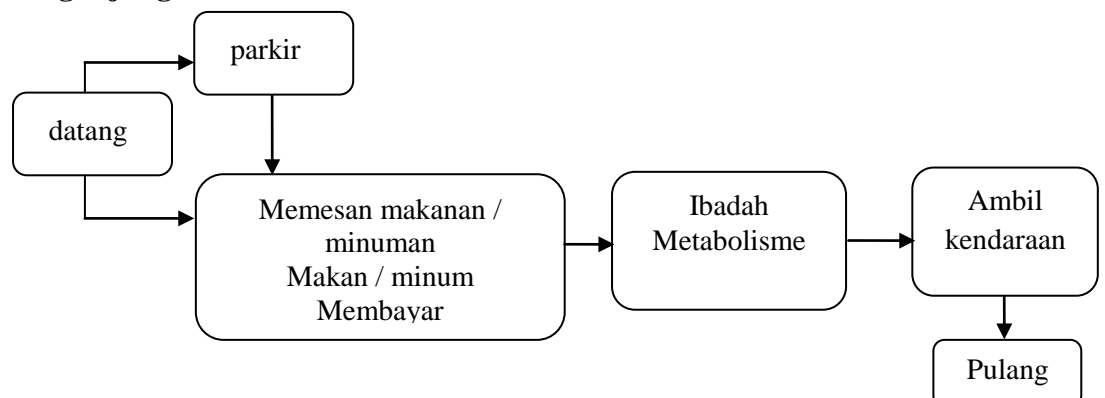 parkir
datang
Memesan makanan /
minuman
Makan / minum
Membayar
Ibadah
Metabolisme
Ambil
kendaraan
Pulang